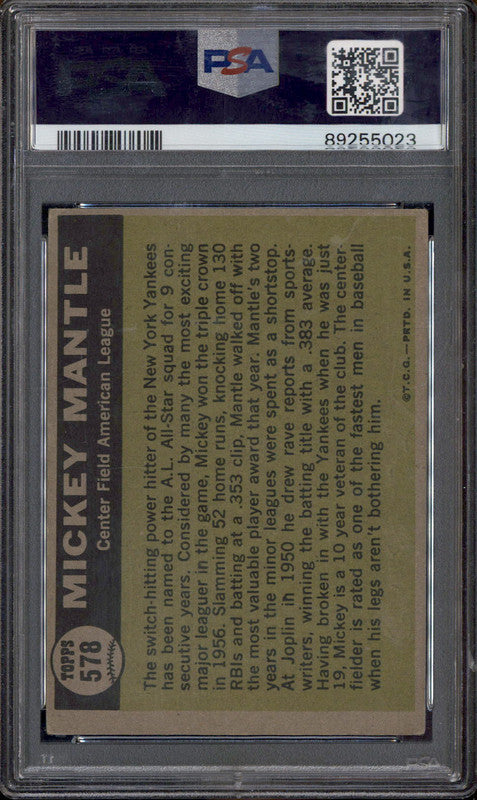 PSA
89255023
TOPPS
578
MICKEY MANTLE
Center Field American League
The switch-hitting power hitter of the New York Yankees
has been named to the A.L. All-Star squad for 9 con-
secutive years. Considered by many the most exciting
major leaguer in the game, Mickey won the triple crown
in 1956. Slamming 52 home runs, knocking home 130
RBIs and batting at a .353 clip, Mantle walked off with
the most valuable player award that year. Mantle's two
years in the minor leagues were spent as a shortstop.
At Joplin in 1950 he drew rave reports from sports-
writers, winning the batting title with a .383 average.
Having broken in with the Yankees when he was just
19, Mickey is a 10 year veteran of the club. The center-
fielder is rated as one of the fastest men in baseball
when his legs aren't bothering him.
©T.C.G.—PRTD. IN U.S.A.
PSA